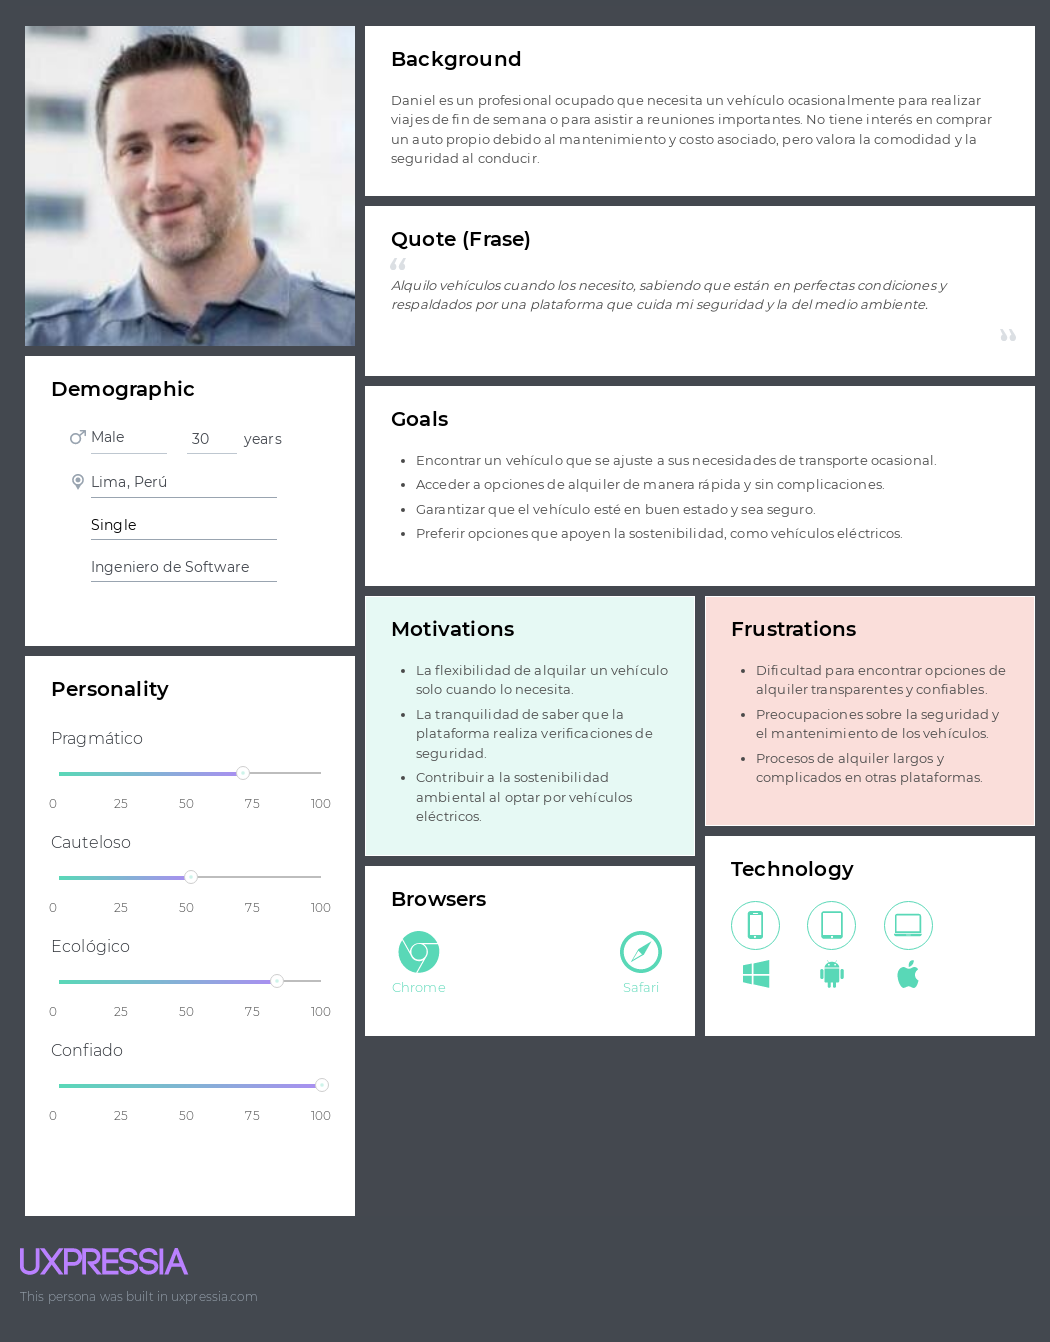 Background
Daniel es un profesional ocupado que necesita un vehículo ocasionalmente para realizar
viajes de fin de semana o para asistir a reuniones importantes. No tiene interés en comprar
un auto propio debido al mantenimiento y costo asociado, pero valora la comodidad y la
seguridad al conducir.
Quote (Frase)
“
Alquilo vehículos cuando los necesito, sabiendo que están en perfectas condiciones y
respaldados por una plataforma que cuida mi seguridad y la del medio ambiente.
”
Demographic
Male 30 years
Lima, Perú
Single
Ingeniero de Software
Goals
• Encontrar un vehículo que se ajuste a sus necesidades de transporte ocasional.
• Acceder a opciones de alquiler de manera rápida y sin complicaciones.
• Garantizar que el vehículo esté en buen estado y sea seguro.
• Preferir opciones que apoyen la sostenibilidad, como vehículos eléctricos.
Motivations
• La flexibilidad de alquilar un vehículo
solo cuando lo necesita.
• La tranquilidad de saber que la
plataforma realiza verificaciones de
seguridad.
• Contribuir a la sostenibilidad
ambiental al optar por vehículos
eléctricos.
Frustrations
• Dificultad para encontrar opciones de
alquiler transparentes y confiables.
• Preocupaciones sobre la seguridad y
el mantenimiento de los vehículos.
• Procesos de alquiler largos y
complicados en otras plataformas.
Personality
Pragmático
0 25 50 75 100
Cauteloso
0 25 50 75 100
Ecológico
0 25 50 75 100
Confiado
0 25 50 75 100
Browsers
Chrome Safari
Technology
UXPRESSIA
This persona was built in uxpressia.com